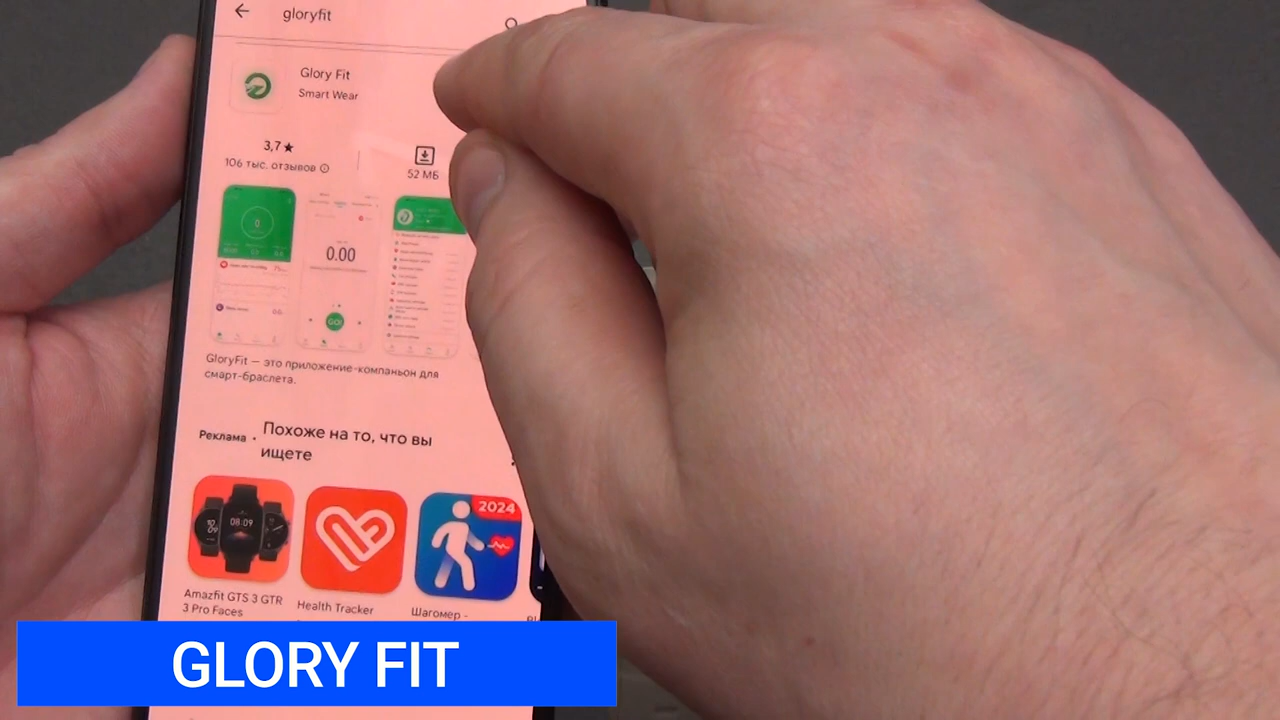 gloryfit
Glory Fit
Smart Wear
3,7★
106 тыс. отзывов
52 МБ
0
0.00
GO!
GloryFit — это приложение-компаньон для
смарт-браслета.
Реклама •
Похоже на то, что вы
ищете
08:09
2024
Amazfit GTS 3 GTR
3 Pro Faces
Health Tracker
Шагомер -
GLORY FIT